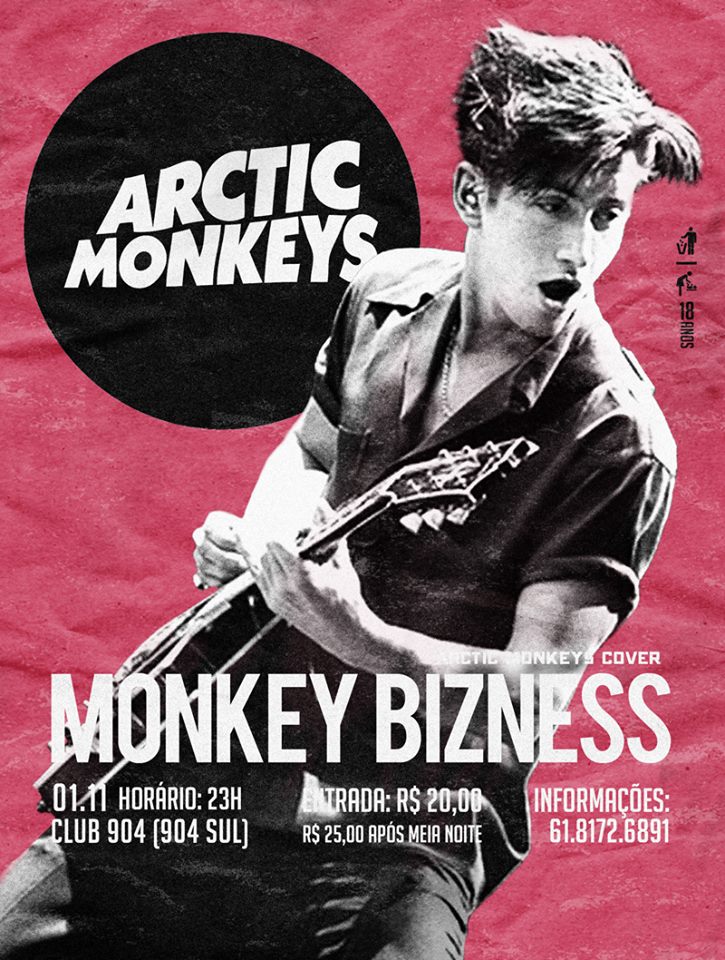 ARCTIC
MONKEYS
18 ANOS
ARCTIC MONKEYS COVER
MONKEY BIZNESS
01.11 HORÁRIO: 23H
CLUB 904 (904 SUL)
ENTRADA: R$ 20,00
R$ 25,00 APÓS MEIA NOITE
INFORMAÇÕES:
61.8172.6891